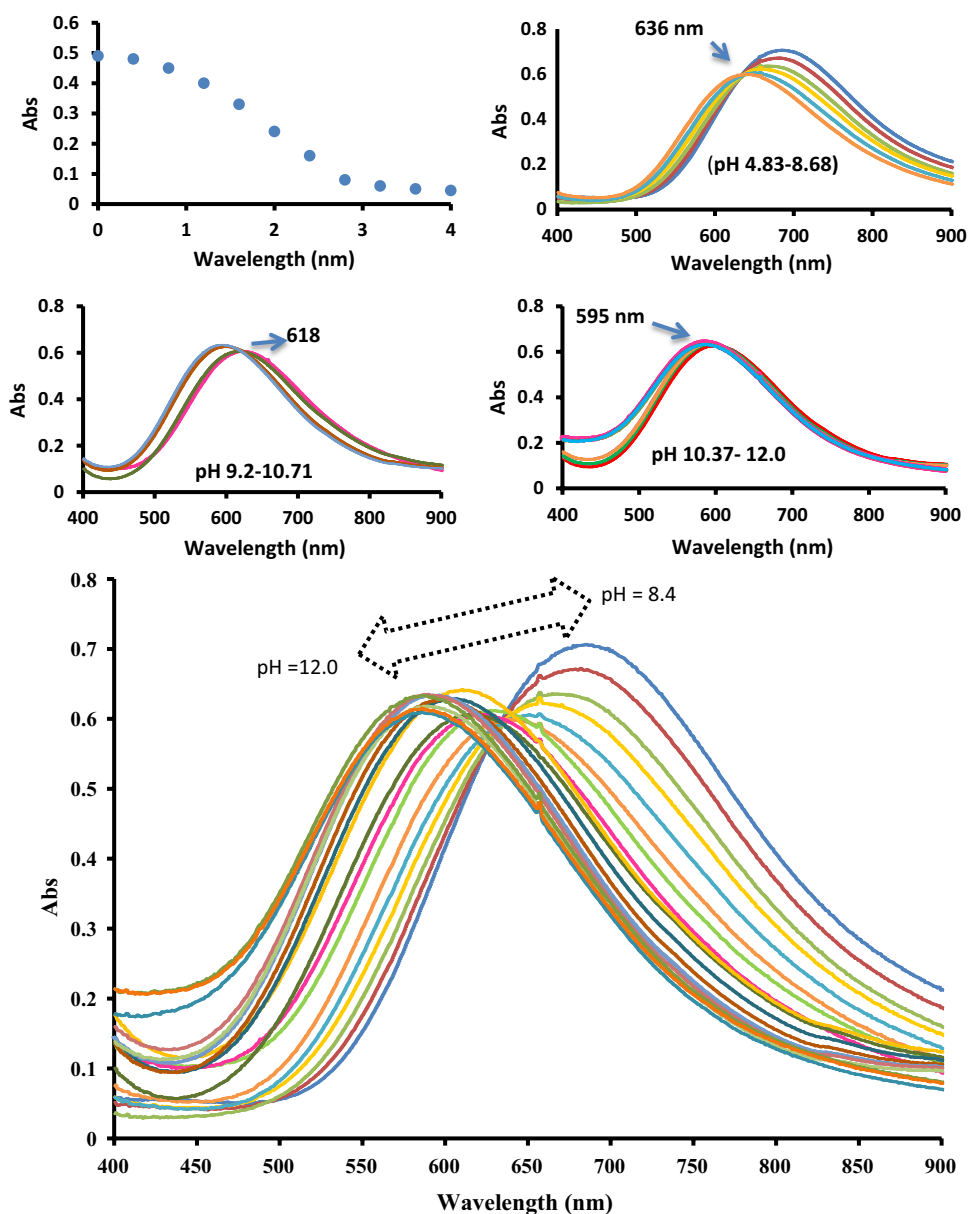 0.6
0.5
0.4
0.3
0.2
0.1
0
Abs
0 1 2 3 4
Wavelength (nm)
636 nm
0.8
0.6
0.4
0.2
0
Abs
(pH 4.83-8.68)
400 500 600 700 800 900
Wavelength (nm)
0.8
0.6
0.4
0.2
0
Abs
618
pH 9.2-10.71
400 500 600 700 800 900
Wavelength (nm)
595 nm
0.8
0.6
0.4
0.2
0
Abs
pH 10.37- 12.0
400 500 600 700 800 900
Wavelength (nm)
0.8
0.7
0.6
0.5
0.4
0.3
0.2
0.1
0
Abs
pH = 8.4
pH =12.0
400 450 500 550 600 650 700 750 800 850 900
Wavelength (nm)